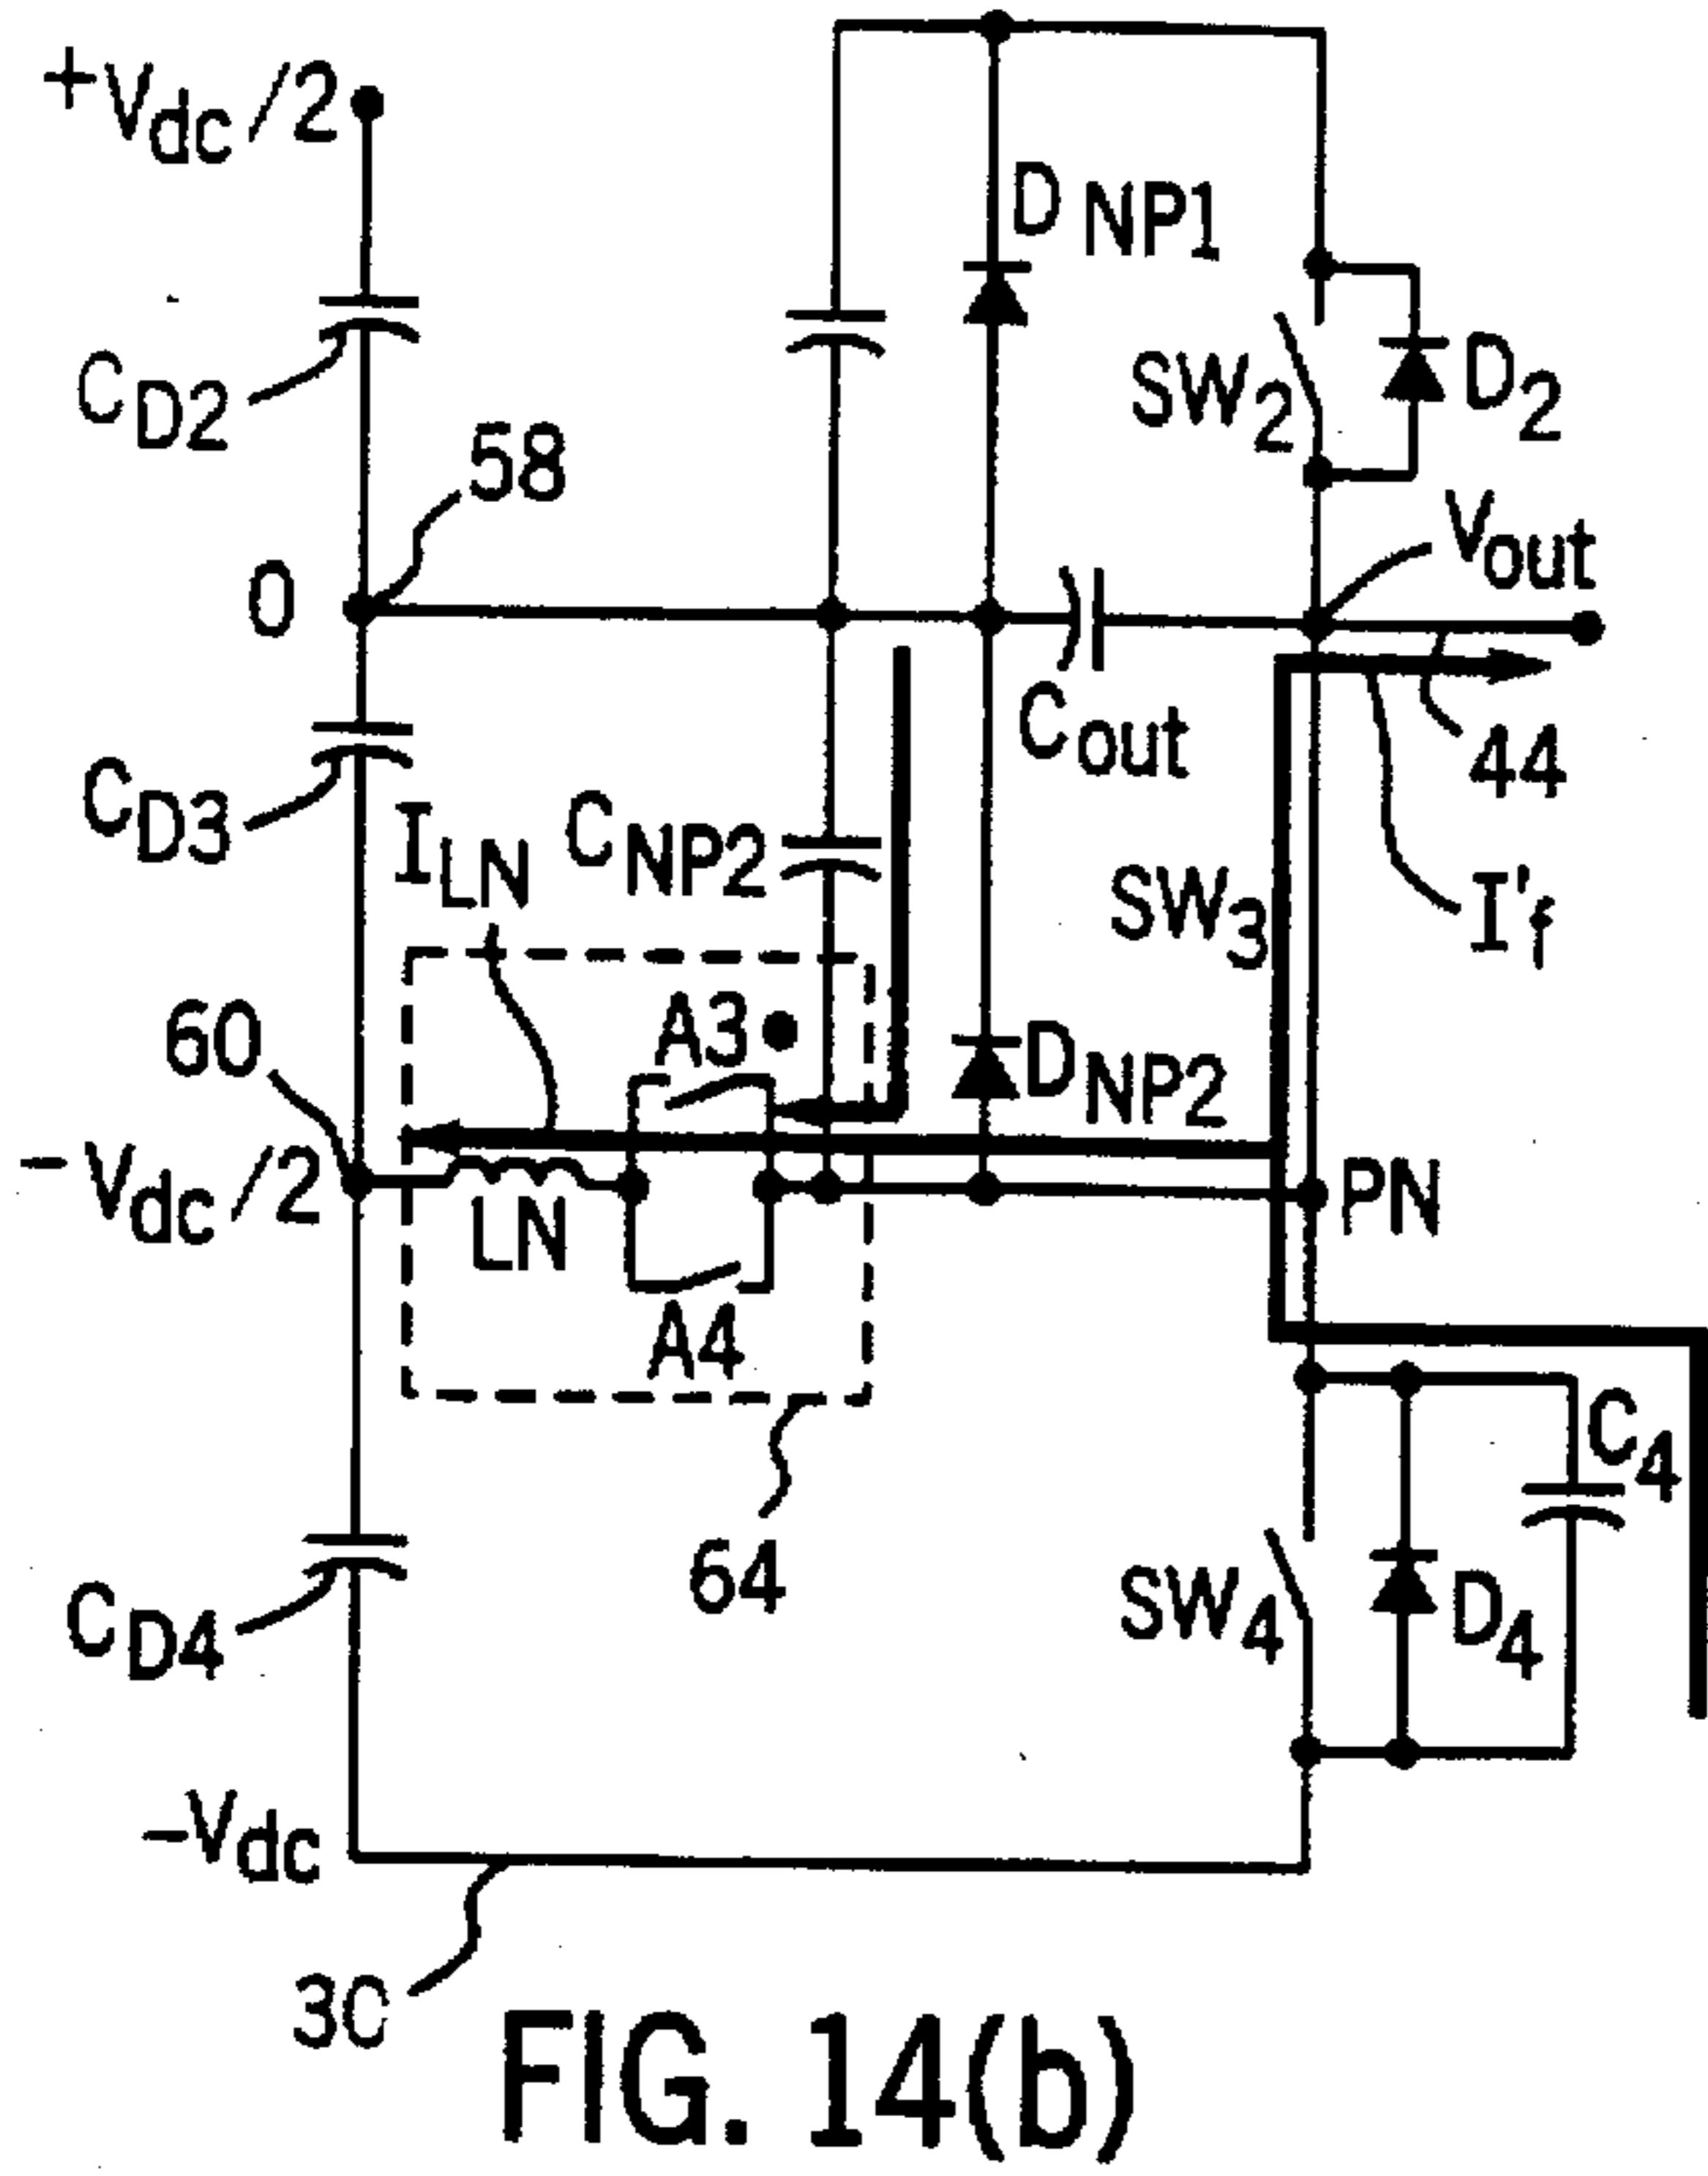 +Vdc/2
DNP1
CD2
SW2
D2
58
Vout
0
Cout
44
CD3
ILN
CNP2
SW3
I'f
60
A3
DNP2
-Vdc/2
LN
PN
A4
C4
64
SW4
D4
CD4
-Vdc
3C
FIG. 14(b)